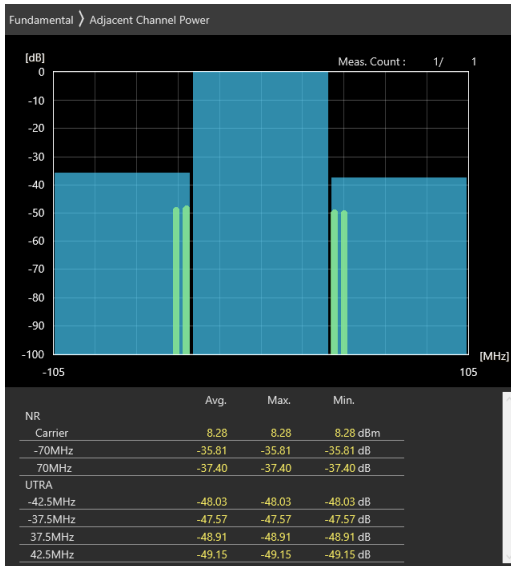 Fundamental 〉 Adjacent Channel Power
[dB]
Meas. Count : 1/ 1
0
-10
-20
-30
-40
-50
-60
-70
-80
-90
-100
[MHz]
-105 105
Avg. Max. Min.
NR
Carrier 8.28 8.28 8.28 dBm
-70MHz -35.81 -35.81 -35.81 dB
70MHz -37.40 -37.40 -37.40 dB
UTRA
-42.5MHz -48.03 -48.03 -48.03 dB
-37.5MHz -47.57 -47.57 -47.57 dB
37.5MHz -48.91 -48.91 -48.91 dB
42.5MHz -49.15 -49.15 -49.15 dB